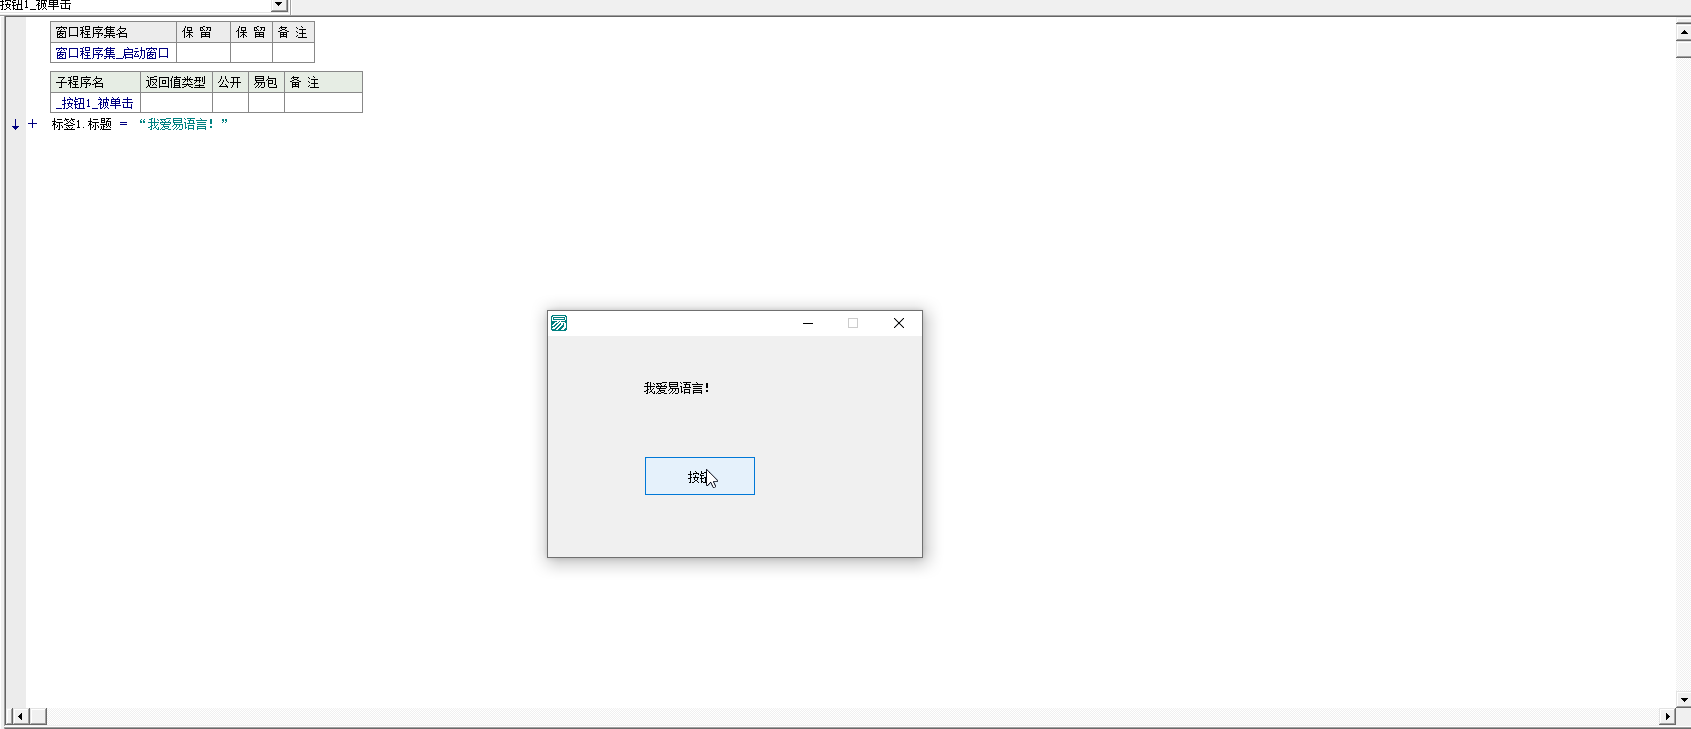 按钮1_被单击
窗口程序集名 保 留 保 留 备 注
窗口程序集_启动窗口
子程序名 返回值类型 公开 易包 备 注
_按钮1_被单击
+ 标签1.标题 = “我爱易语言！”
易
我爱易语言！
按钮